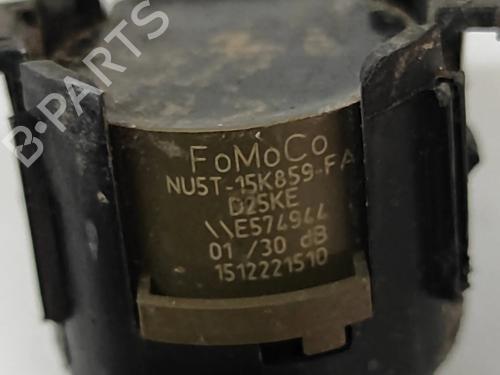 B-PARTS
FoMoCo
NU5T-15K859-FA
D25KE
\\E574944
01 /30 dB
1512221510